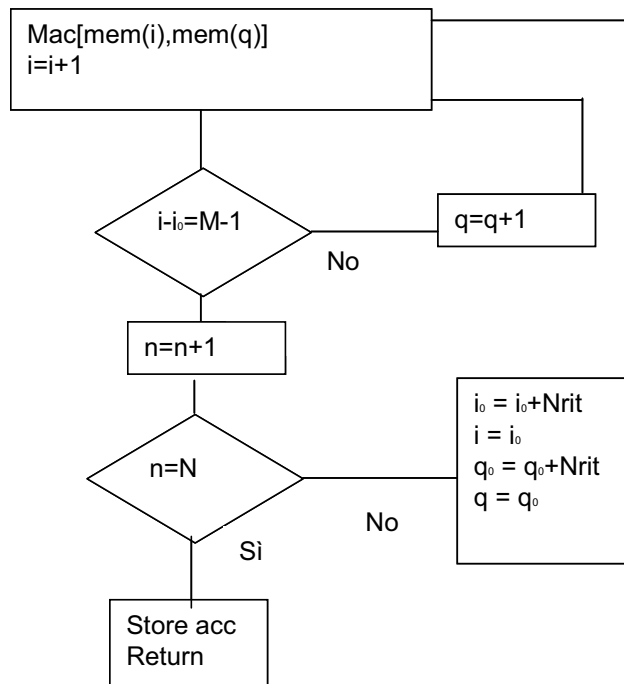 Mac[mem(i),mem(q)]
i=i+1
i-i₀=M-1
No
q=q+1
n=n+1
n=N
No
Sì
i₀ = i₀+Nrit
i = i₀
q₀ = q₀+Nrit
q = q₀
Store acc
Return